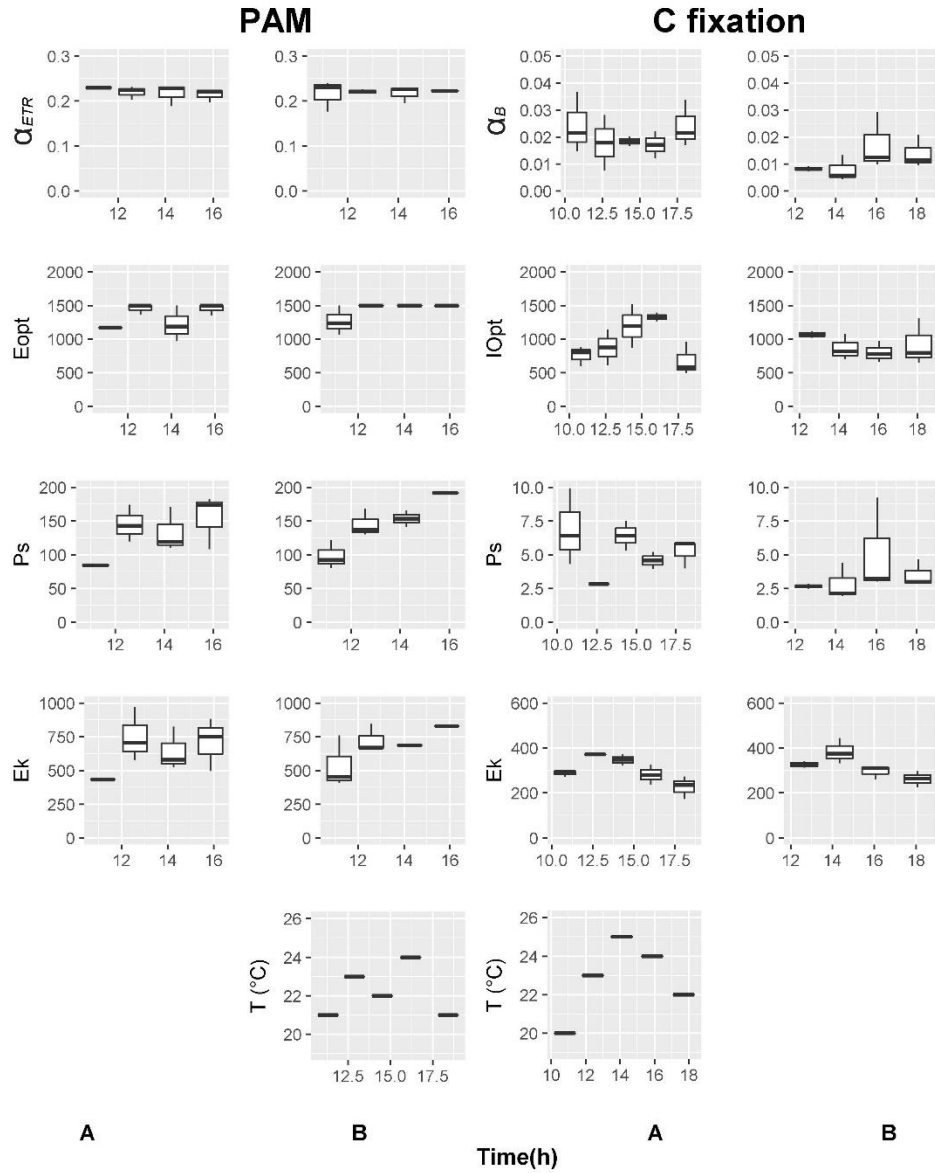 PAM C fixation
α_ETR 0.3 0.2 0.1 0.0 12 14 16
0.3 0.2 0.1 0.0 12 14 16
α_B 0.05 0.04 0.03 0.02 0.01 0.00 10.0 12.5 15.0 17.5
0.05 0.04 0.03 0.02 0.01 0.00 12 14 16 18
Eopt 2000 1500 1000 500 0 12 14 16
2000 1500 1000 500 0 12 14 16
IOpt 2000 1500 1000 500 0 10.0 12.5 15.0 17.5
2000 1500 1000 500 0 12 14 16 18
Ps 200 150 100 50 0 12 14 16
200 150 100 50 0 12 14 16
Ps 10.0 7.5 5.0 2.5 0.0 10.0 12.5 15.0 17.5
10.0 7.5 5.0 2.5 0.0 12 14 16 18
Ek 1000 750 500 250 0 12 14 16
1000 750 500 250 0 12 14 16
Ek 600 400 200 0 10.0 12.5 15.0 17.5
600 400 200 0 12 14 16 18
T (°C) 26 24 22 20 12.5 15.0 17.5
T (°C) 26 24 22 20 10 12 14 16 18
A B A B
Time(h)